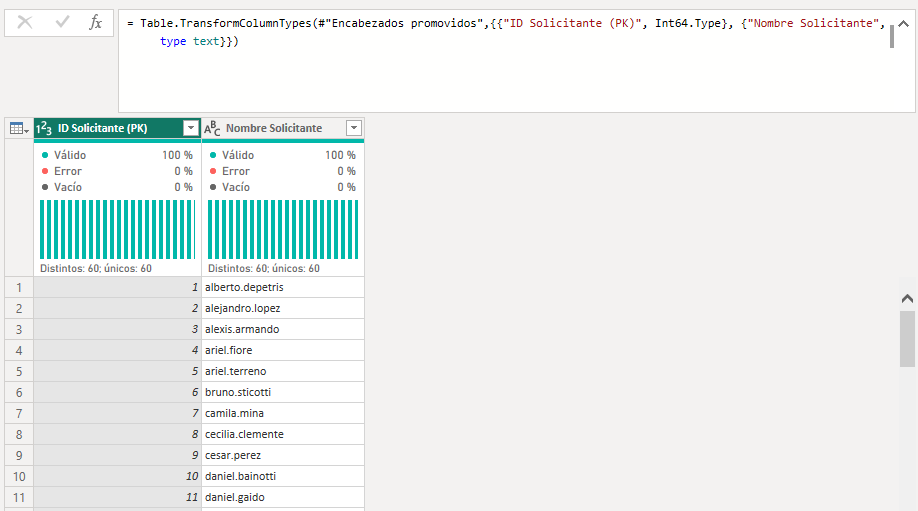 = Table.TransformColumnTypes(#"Encabezados promovidos",{{"ID Solicitante (PK)", Int64.Type}, {"Nombre Solicitante",
type text}})
ID Solicitante (PK) Nombre Solicitante
Válido 100 % Válido 100 %
Error 0 % Error 0 %
Vacío 0 % Vacío 0 %
Distintos: 60; únicos: 60 Distintos: 60; únicos: 60
1 1 alberto.depetris
2 2 alejandro.lopez
3 3 alexis.armando
4 4 ariel.fiore
5 5 ariel.terreno
6 6 bruno.sticotti
7 7 camila.mina
8 8 cecilia.clemente
9 9 cesar.perez
10 10 daniel.bainotti
11 11 daniel.gaido